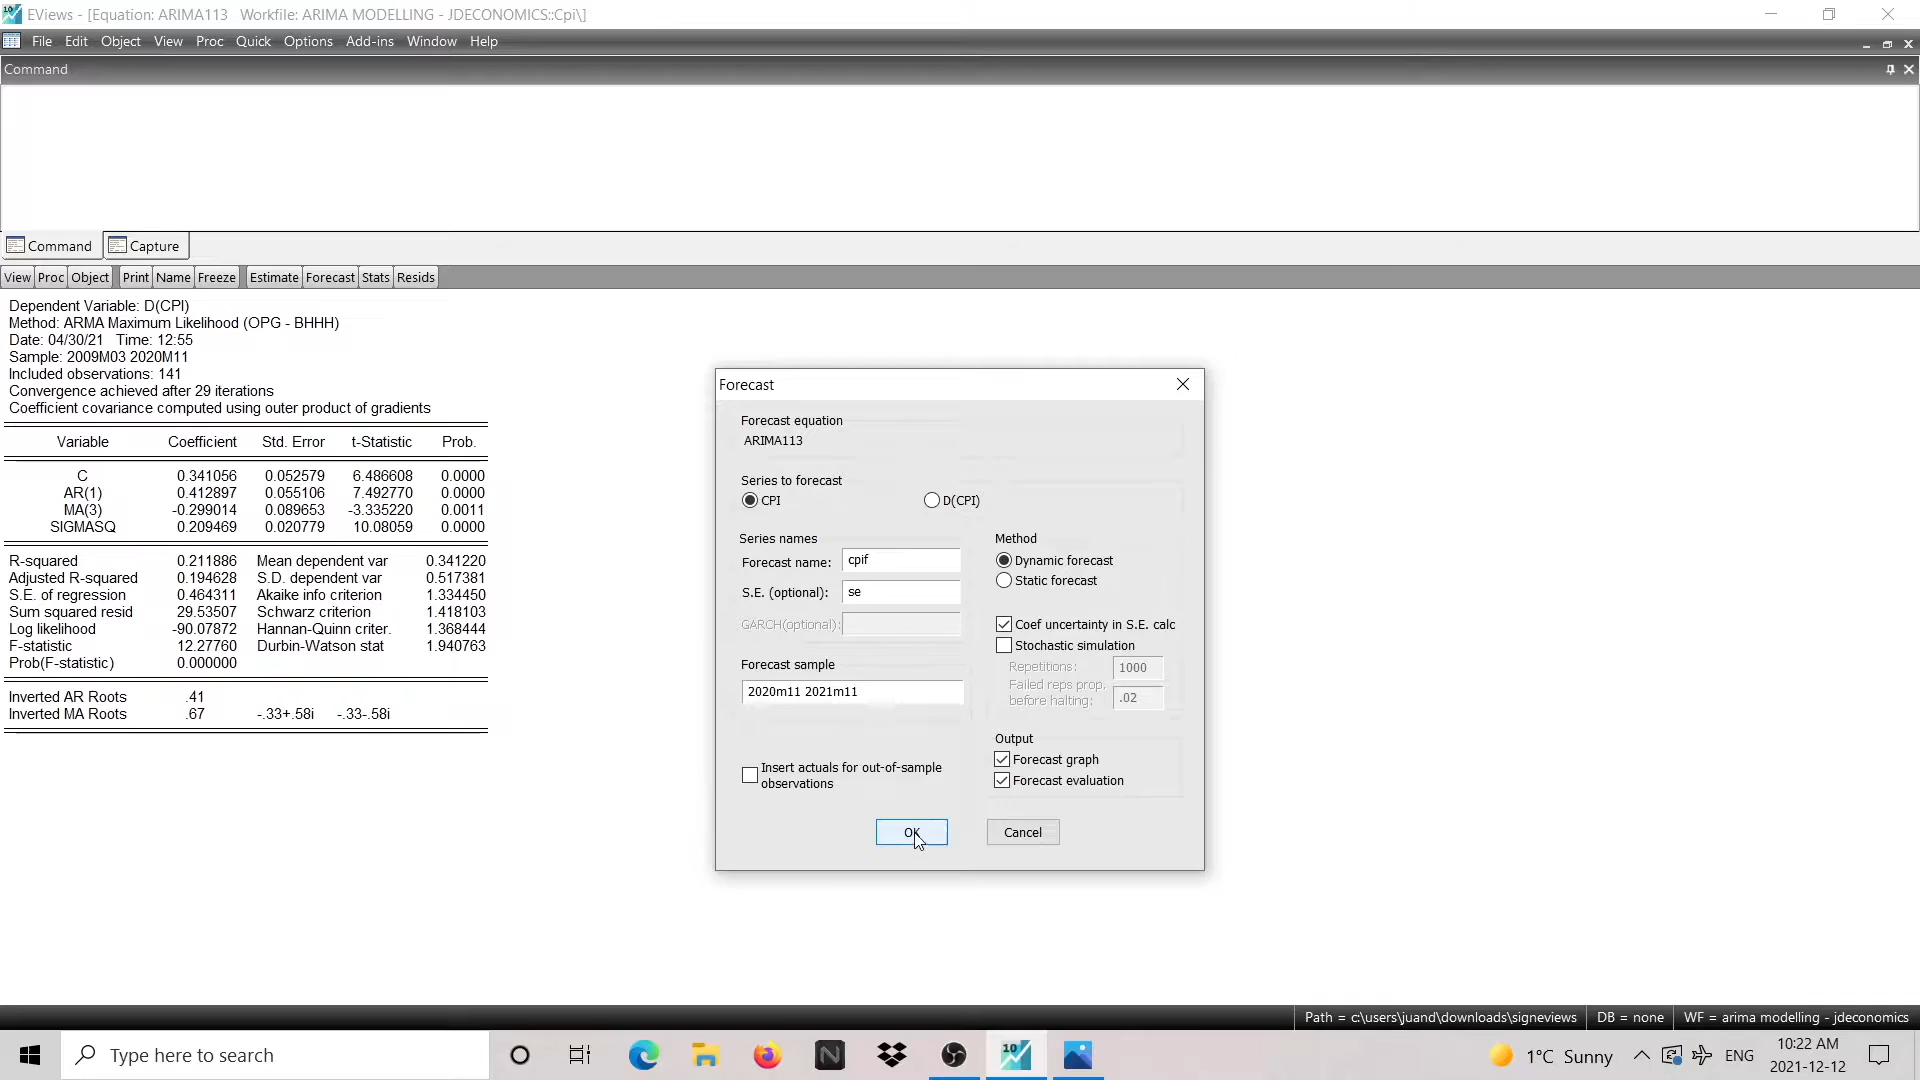 EViews - [Equation: ARIMA113   Workfile: ARIMA MODELLING - JDECONOMICS::Cpi\]
File Edit Object View Proc Quick Options Add-ins Window Help
Command
Command Capture
View Proc Object Print Name Freeze Estimate Forecast Stats Resids
Dependent Variable: D(CPI)
Method: ARMA Maximum Likelihood (OPG - BHHH)
Date: 04/30/21   Time: 12:55
Sample: 2009M03 2020M11
Included observations: 141
Convergence achieved after 29 iterations
Coefficient covariance computed using outer product of gradients
Variable Coefficient Std. Error t-Statistic Prob.
C 0.341056 0.052579 6.486608 0.0000
AR(1) 0.412897 0.055106 7.492770 0.0000
MA(3) -0.299014 0.089653 -3.335220 0.0011
SIGMASQ 0.209469 0.020779 10.08059 0.0000
R-squared 0.211886 Mean dependent var 0.341220
Adjusted R-squared 0.194628 S.D. dependent var 0.517381
S.E. of regression 0.464311 Akaike info criterion 1.334450
Sum squared resid 29.53507 Schwarz criterion 1.418103
Log likelihood -90.07872 Hannan-Quinn criter. 1.368444
F-statistic 12.27760 Durbin-Watson stat 1.940763
Prob(F-statistic) 0.000000
Inverted AR Roots .41
Inverted MA Roots .67 -.33+.58i -.33-.58i
Forecast
Forecast equation
ARIMA113
Series to forecast
CPI D(CPI)
Series names
Forecast name: cpif
S.E. (optional): se
GARCH(optional):
Forecast sample
2020m11 2021m11
Insert actuals for out-of-sample
observations
Method
Dynamic forecast
Static forecast
Coef uncertainty in S.E. calc
Stochastic simulation
Repetitions: 1000
Failed reps prop.
before halting: .02
Output
Forecast graph
Forecast evaluation
OK Cancel
Path = c:\users\juand\downloads\signeviews DB = none WF = arima modelling - jdeconomics
Type here to search
10
1°C Sunny
ENG
10:22 AM
2021-12-12